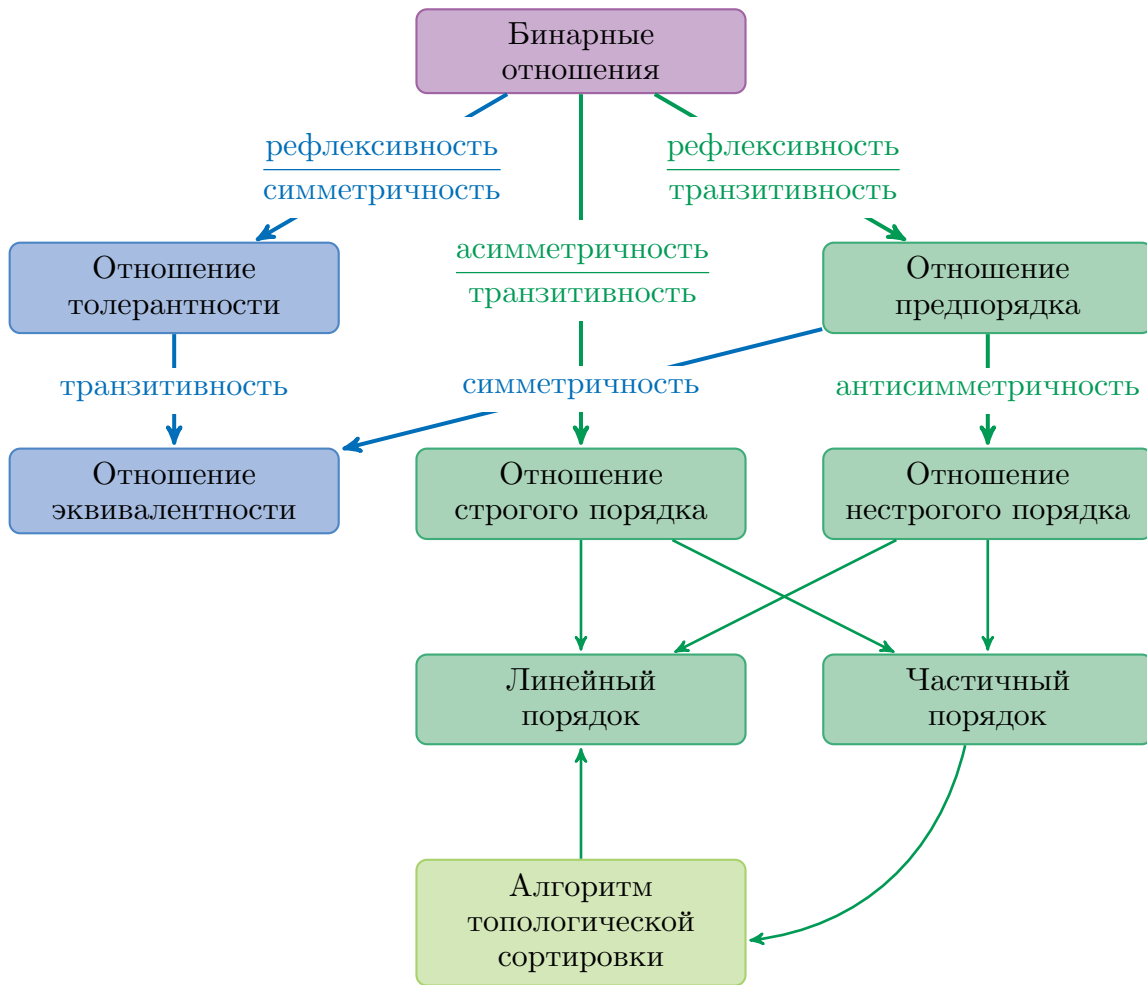 Бинарные
отношения
рефлексивность
симметричность
рефлексивность
транзитивность
асимметричность
транзитивность
Отношение
толерантности
Отношение
предпорядка
транзитивность
симметричность
антисимметричность
Отношение
эквивалентности
Отношение
строгого порядка
Отношение
нестрогого порядка
Линейный
порядок
Частичный
порядок
Алгоритм
топологической
сортировки